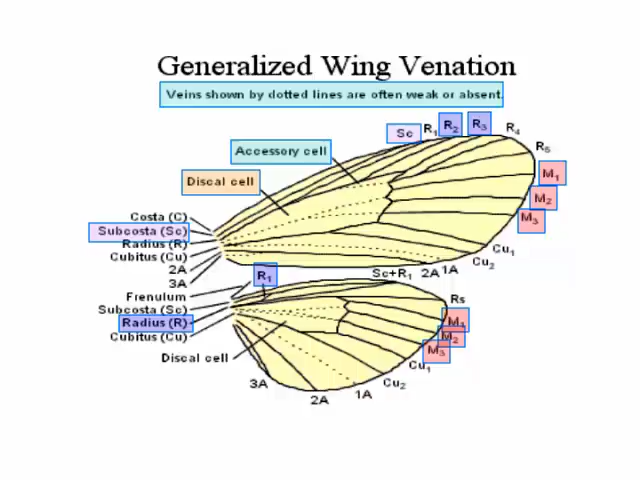 Generalized Wing Venation
Veins shown by dotted lines are often weak or absent.
Sc R1 R2 R3 R4
R5
Accessory cell
M1
Discal cell
M2
M3
Costa (C)
Subcosta (Sc)
Radius (R)
Cubitus (Cu)
2A
3A
Cu1
Cu2
Sc+R1 2A 1A
R1
Frenulum
Subcosta (Sc)
Radius (R)
Cubitus (Cu)
Rs
M1
M2
M3
Discal cell
Cu1
Cu2
3A
2A
1A